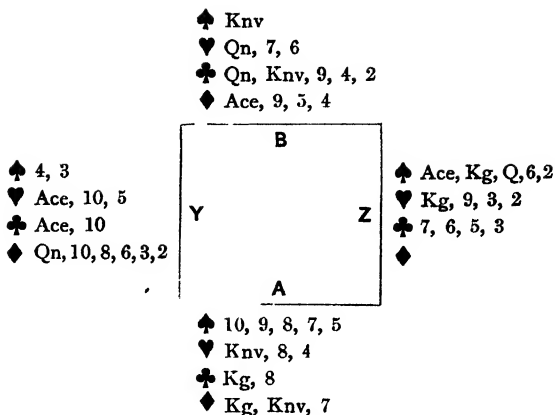 ♠ Knv
♥ Qn, 7, 6
♣ Qn, Knv, 9, 4, 2
♦ Ace, 9, 5, 4
B
♠ 4, 3
♥ Ace, 10, 5
♣ Ace, 10
♦ Qn, 10, 8, 6, 3, 2
Y
Z
♠ Ace, Kg, Q, 6, 2
♥ Kg, 9, 3, 2
♣ 7, 6, 5, 3
♦
A
♠ 10, 9, 8, 7, 5
♥ Knv, 8, 4
♣ Kg, 8
♦ Kg, Knv, 7